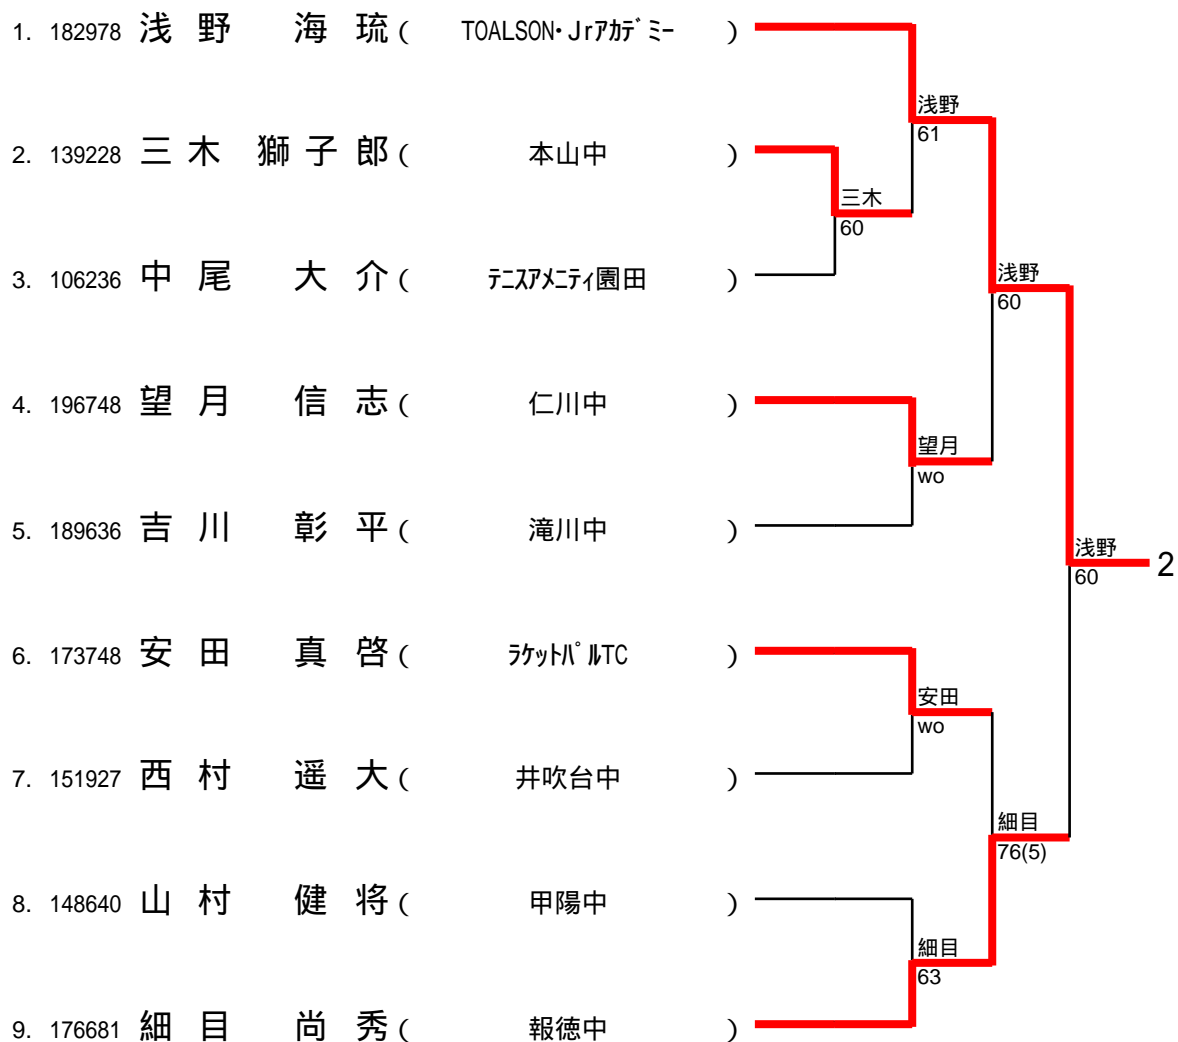 1. 182978 浅野 海琉( TOALSON・Jrアカデミー )
浅野
61
2. 139228 三木 獅子郎( 本山中 )
三木
60
3. 106236 中尾 大介( テニスアメニティ園田 )
浅野
60
4. 196748 望月 信志( 仁川中 )
望月
wo
5. 189636 吉川 彰平( 滝川中 )
浅野
60
2
6. 173748 安田 真啓( ラケットパルTC )
安田
wo
7. 151927 西村 遥大( 井吹台中 )
細目
76(5)
8. 148640 山村 健将( 甲陽中 )
細目
63
9. 176681 細目 尚秀( 報徳中 )